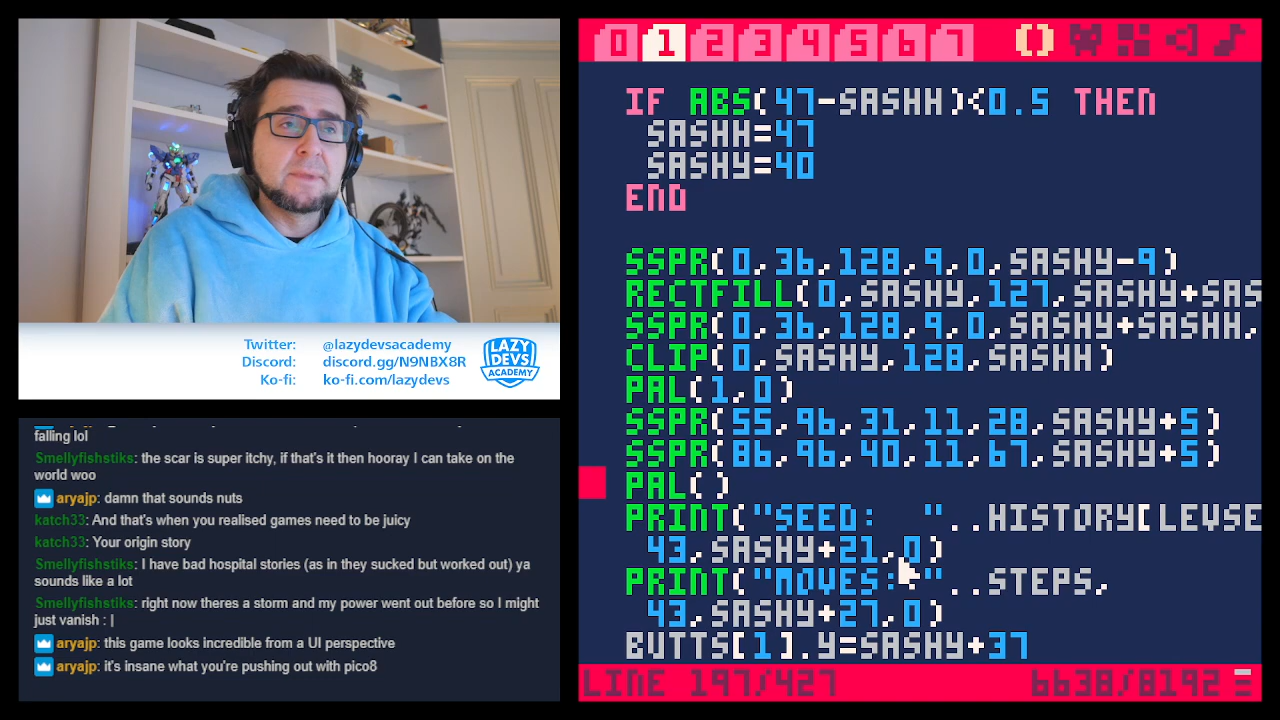 Twitter: @lazydevsacademy
Discord: discord.gg/N9NBX8R
Ko-fi: ko-fi.com/lazydevs
LAZY
DEVS
ACADEMY
falling lol
Smellyfishstiks: the scar is super itchy, if that's it then hooray I can take on the
world woo
aryajp: damn that sounds nuts
katch33: And that's when you realised games need to be juicy
katch33: Your origin story
Smellyfishstiks: I have bad hospital stories (as in they sucked but worked out) ya
sounds like a lot
Smellyfishstiks: right now theres a storm and my power went out before so I might
just vanish : |
aryajp: this game looks incredible from a UI perspective
aryajp: it's insane what you're pushing out with pico8
0 1 2 3 4 5 6 7 ()
IF ABS(47-SASHH)<0.5 THEN
SASHH=47
SASHY=40
END
SSPR(0,36,128,9,0,SASHY-9)
RECTFILL(0,SASHY,127,SASHY+SAS
SSPR(0,36,128,9,0,SASHY+SASHH,
CLIP(0,SASHY,128,SASHH)
PAL(1,0)
SSPR(55,96,31,11,28,SASHY+5)
SSPR(86,96,40,11,67,SASHY+5)
PAL()
PRINT("SEED:  "..HISTORY[LEVSE
43,SASHY+21,0)
PRINT("MOVES: "..STEPS,
43,SASHY+27,0)
BUTTS[1].Y=SASHY+37
LINE 197/427 6638/8192